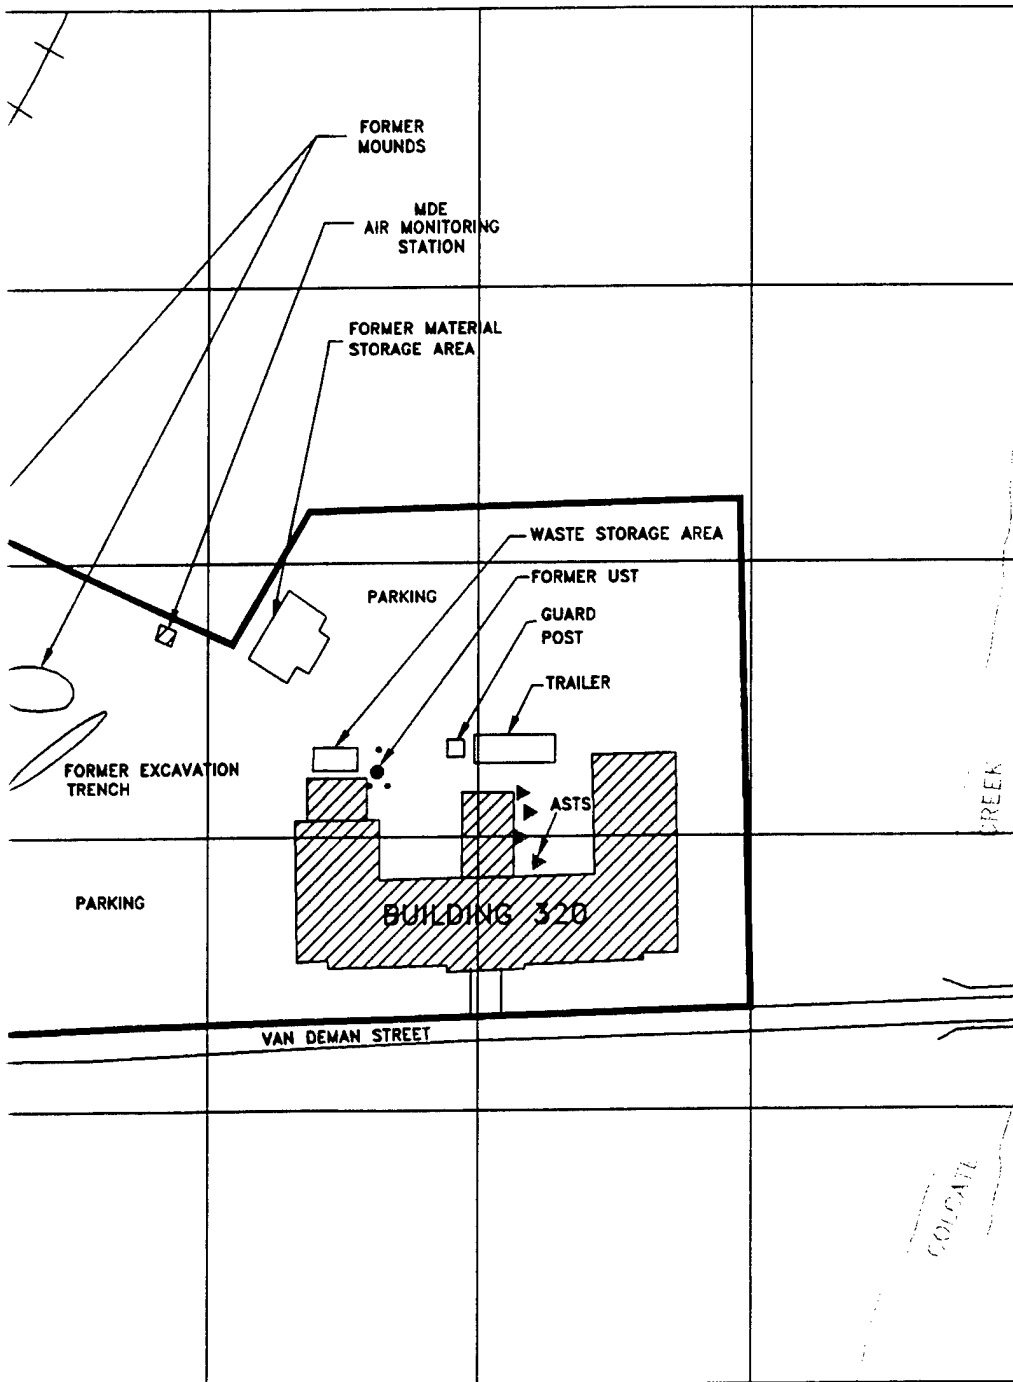 FORMER
MOUNDS
MDE
AIR MONITORING
STATION
FORMER MATERIAL
STORAGE AREA
WASTE STORAGE AREA
FORMER UST
PARKING
GUARD
POST
TRAILER
FORMER EXCAVATION
TRENCH
ASTS
CREEK
PARKING
BUILDING 320
VAN DEMAN STREET
COLGATE